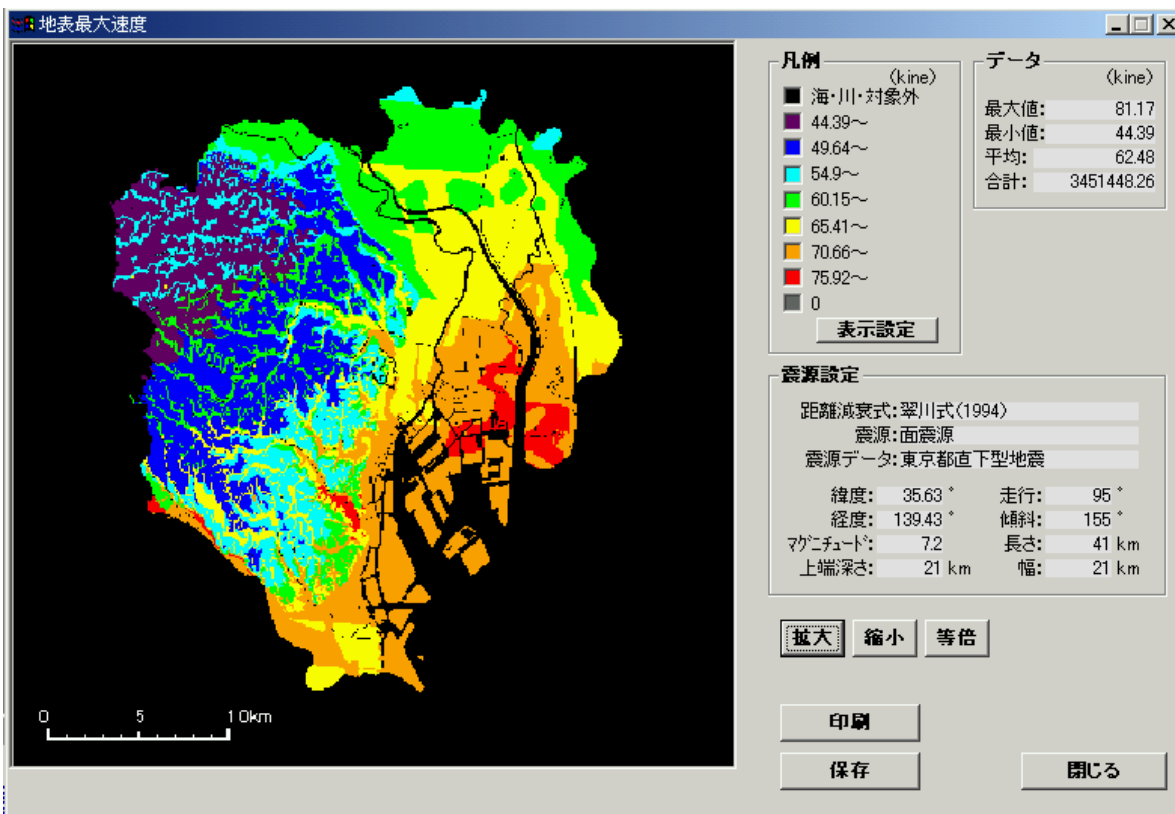 地表最大速度
凡例
(kine)
海・川・対象外
44.39～
49.64～
54.9～
60.15～
65.41～
70.66～
75.92～
0
表示設定
データ
(kine)
最大値: 81.17
最小値: 44.39
平均: 62.48
合計: 3451448.26
震源設定
距離減衰式: 翠川式(1994)
震源: 面震源
震源データ: 東京都直下型地震
緯度: 35.63 ° 走行: 95 °
経度: 139.43 ° 傾斜: 155 °
マグニチュード: 7.2 長さ: 41 km
上端深さ: 21 km 幅: 21 km
拡大 縮小 等倍
印刷
保存 閉じる
0 5 10km